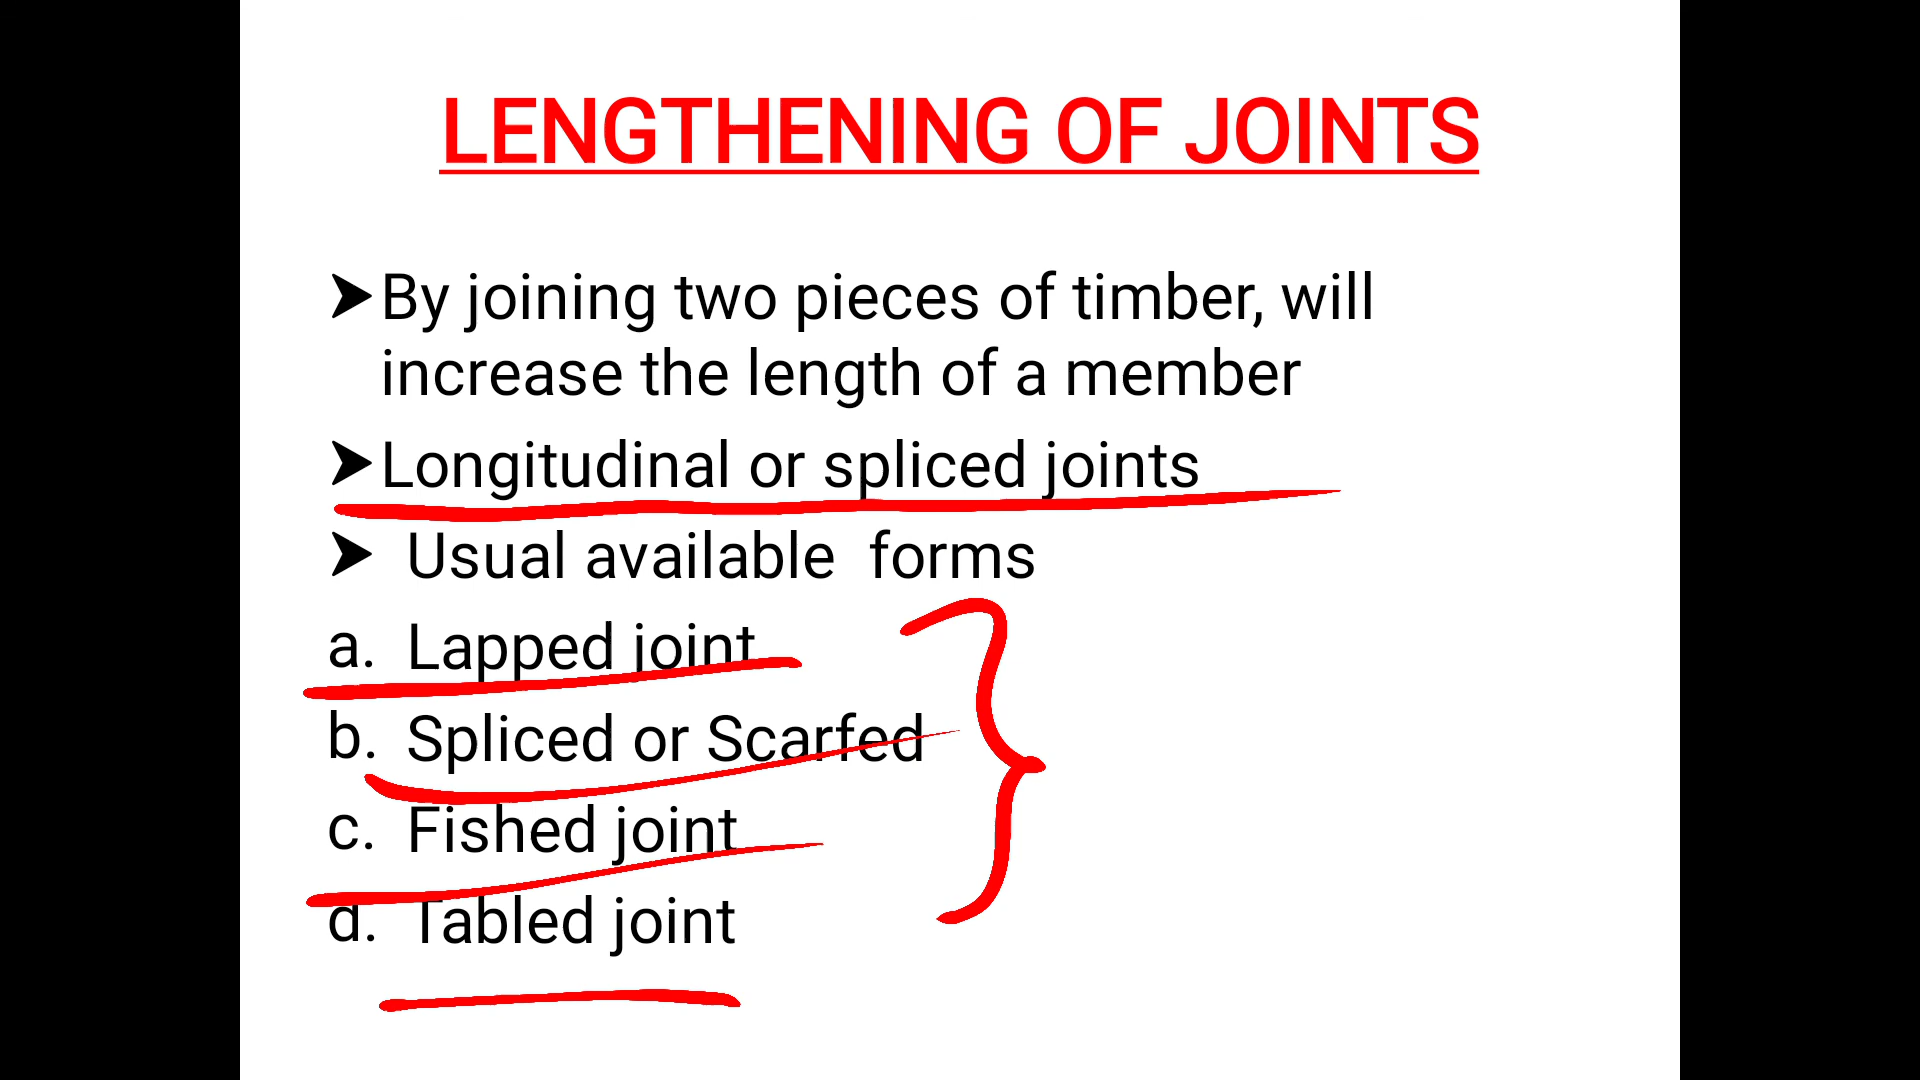 LENGTHENING OF JOINTS
➤By joining two pieces of timber, will
increase the length of a member
➤Longitudinal or spliced joints
➤ Usual available forms
a. Lapped joint
b. Spliced or Scarfed
c. Fished joint
d. Tabled joint